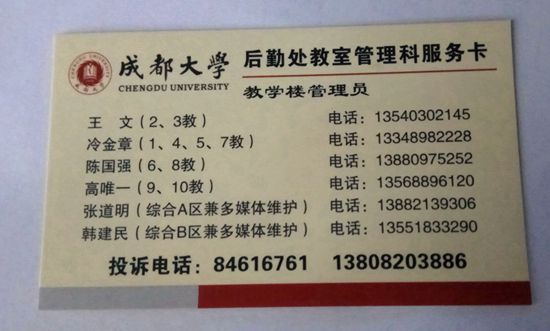 成都大學 后勤处教室管理科服务卡
CHENGDU UNIVERSITY
教学楼管理员
王 文（2、3教） 电话：13540302145
冷金章（1、4、5、7教） 电话：13348982228
陈国强（6、8教） 电话：13880975252
高唯一（9、10教） 电话：13568896120
张道明（综合A区兼多媒体维护） 电话：13882139306
韩建民（综合B区兼多媒体维护） 电话：13551833290
投诉电话：84616761 13808203886